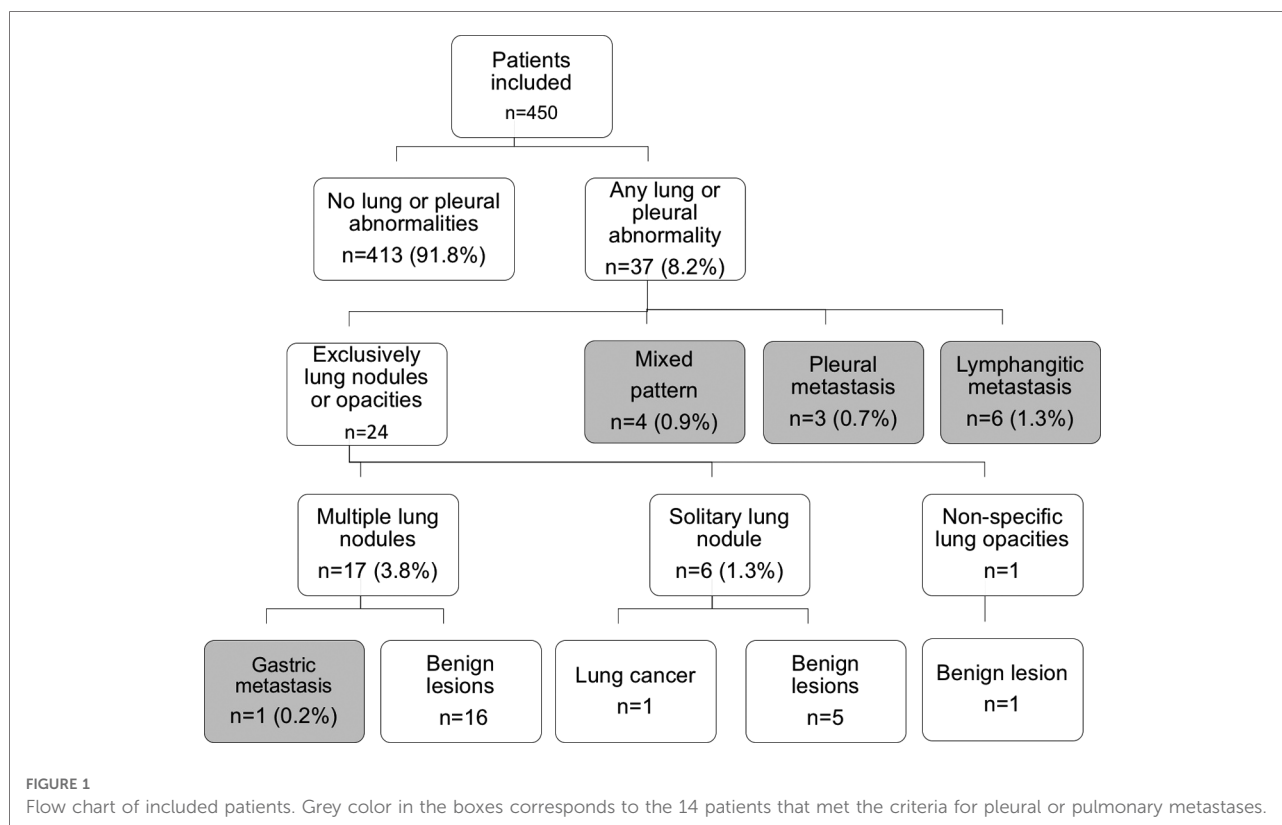 Patients
included
n=450
No lung or pleural
abnormalities
n=413 (91.8%)
Any lung or
pleural
abnormality
n=37 (8.2%)
Exclusively
lung nodules
or opacities
n=24
Mixed
pattern
n=4 (0.9%)
Pleural
metastasis
n=3 (0.7%)
Lymphangitic
metastasis
n=6 (1.3%)
Multiple lung
nodules
n=17 (3.8%)
Solitary lung
nodule
n=6 (1.3%)
Non-specific
lung opacities
n=1
Gastric
metastasis
n=1 (0.2%)
Benign
lesions
n=16
Lung cancer
n=1
Benign
lesions
n=5
Benign lesion
n=1
FIGURE 1
Flow chart of included patients. Grey color in the boxes corresponds to the 14 patients that met the criteria for pleural or pulmonary metastases.